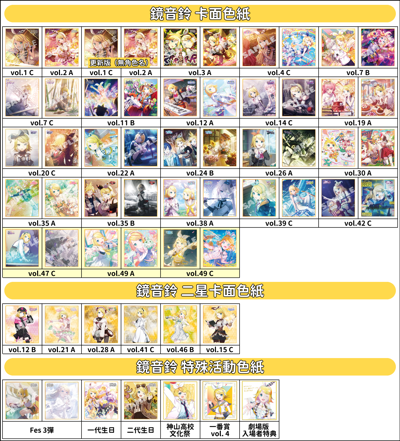 鏡音鈴 卡面色紙
更新版（無角色名）
vol.1 C vol.2 A vol.1 C vol.2 A vol.3 A vol.4 C vol.7 B
vol.7 C vol.11 B vol.12 A vol.14 C vol.19 A
vol.20 C vol.22 A vol.24 B vol.26 A vol.30 A
vol.35 A vol.35 B vol.38 A vol.39 C vol.42 C
vol.47 C vol.49 A vol.49 C
鏡音鈴 二星卡面色紙
vol.12 B vol.21 A vol.28 A vol.41 C vol.46 B vol.15 C
鏡音鈴 特殊活動色紙
Fes 3彈 一代生日 二代生日 神山高校 一番賞 劇場版
文化祭 vol. 4 入場者特典